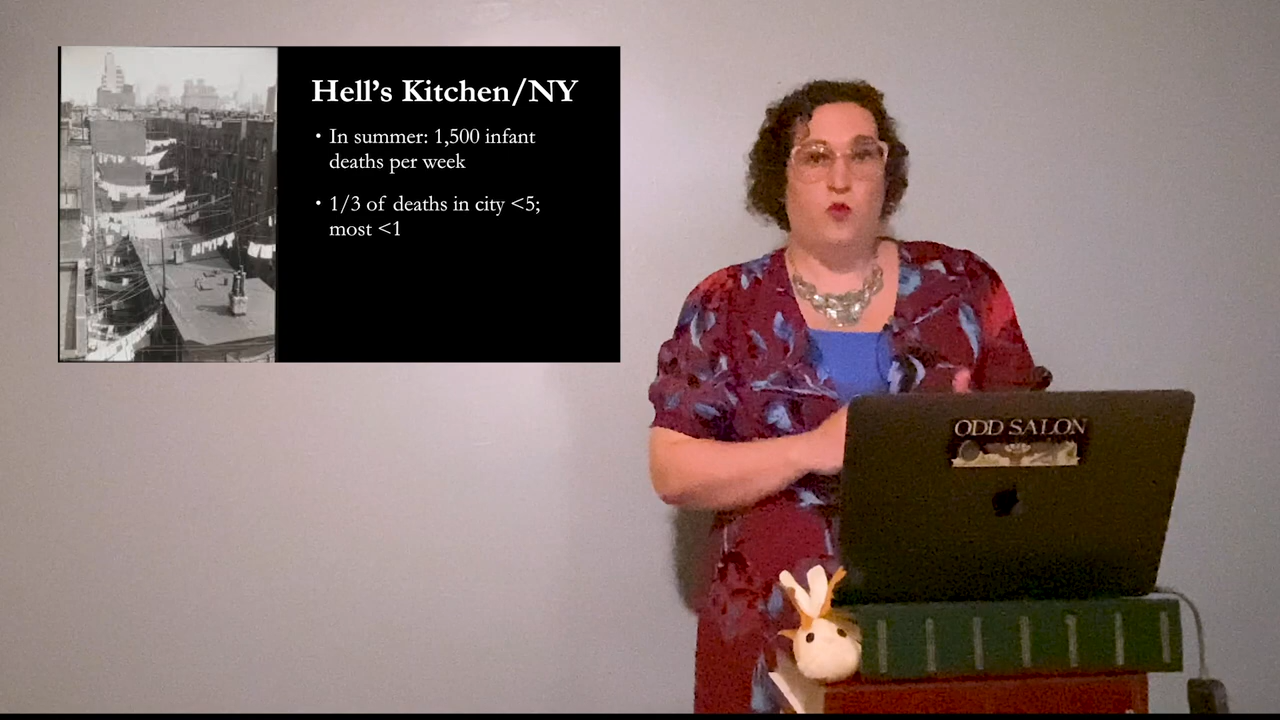 Hell's Kitchen/NY
• In summer: 1,500 infant
deaths per week
• 1/3 of deaths in city <5;
most <1
ODD SALON